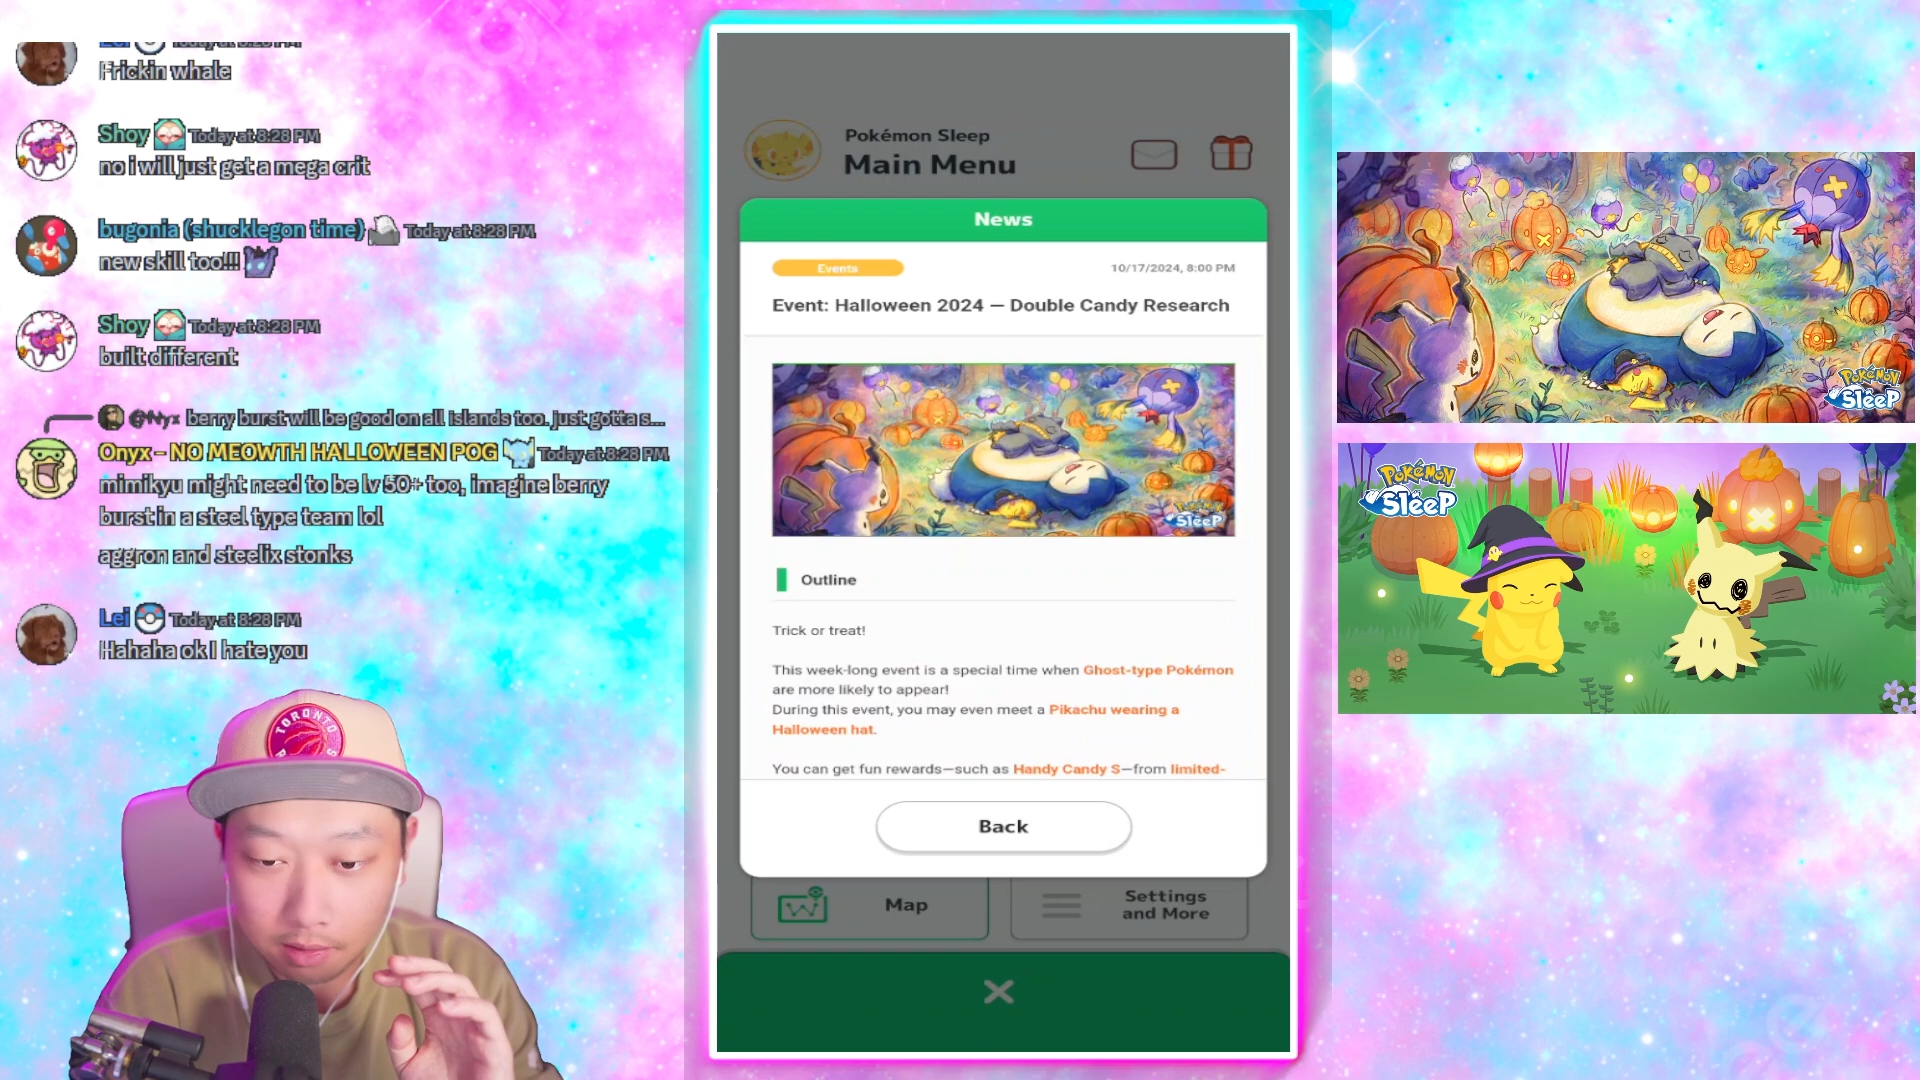 Frickin whale
Shoy Today at 8:28 PM
no i will just get a mega crit
bugonia (shucklegon time) Today at 8:28 PM
new skill too!!!
Shoy Today at 8:28 PM
built different
berry burst will be good on all islands too. just gotta s...
Onyx - NO MEOWTH HALLOWEEN POG Today at 8:28 PM
mimikyu might need to be lv 50+ too, imagine berry
burst in a steel type team lol
aggron and steelix stonks
Lei Today at 8:28 PM
Hahaha ok I hate you
TORONTO
Pokémon Sleep
Main Menu
News
Events
10/17/2024, 8:00 PM
Event: Halloween 2024 — Double Candy Research
Pokémon
Sleep
Outline
Trick or treat!
This week-long event is a special time when Ghost-type Pokémon
are more likely to appear!
During this event, you may even meet a Pikachu wearing a
Halloween hat.
You can get fun rewards—such as Handy Candy S—from limited-
Back
Map
Settings
and More
Pokémon
Sleep
Pokémon
Sleep